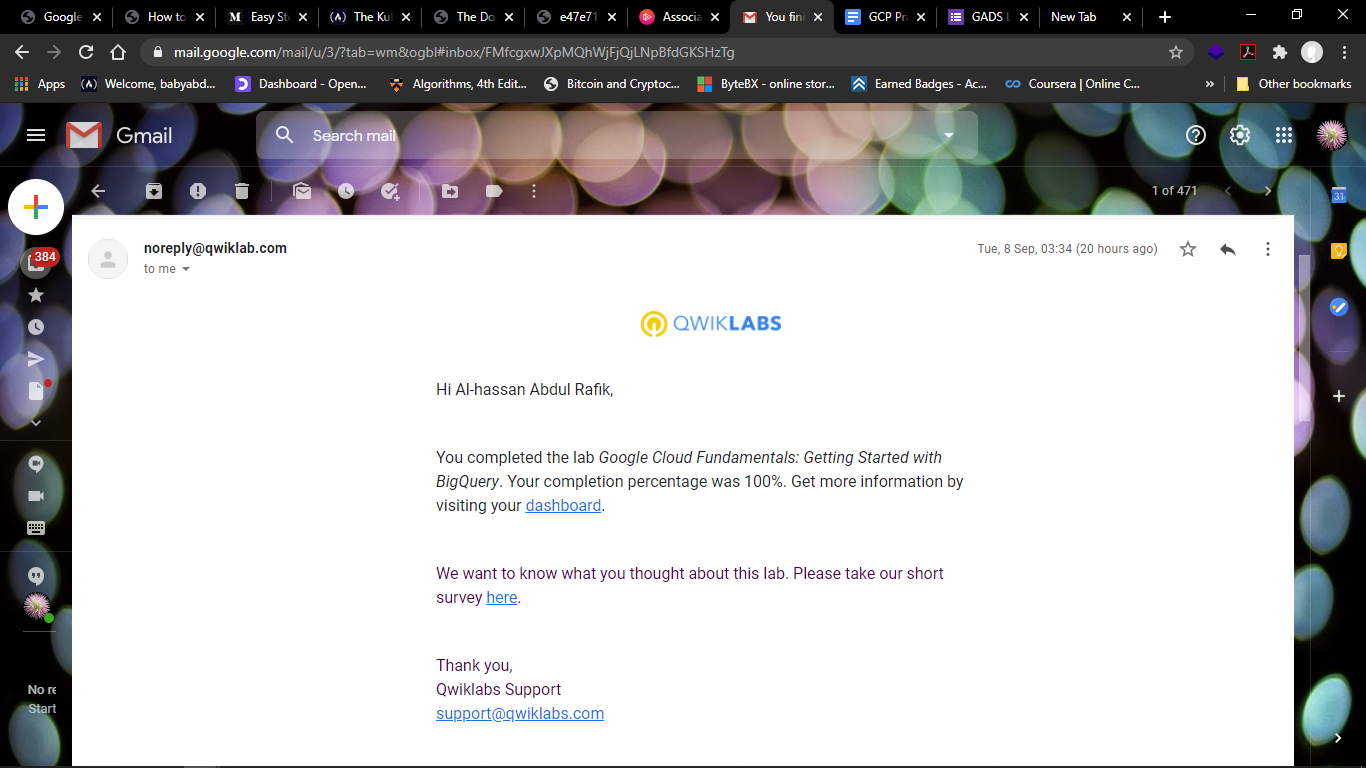 Google
How to
Easy St
The Kul
The Do
e47e71
Associa
You fini
GCP Pra
GADS L
New Tab
mail.google.com/mail/u/3/?tab=wm&ogbl#inbox/FMfcgxwJXpMQhWjFjQjLNpBfdGKSHzTg
Apps
Welcome, babyabd...
Dashboard - Open...
Algorithms, 4th Edit...
Bitcoin and Cryptoc...
ByteBX - online stor...
Earned Badges - Ac...
Coursera | Online C...
»
Other bookmarks
Gmail
Search mail
1 of 471
31
384
noreply@qwiklab.com
Tue, 8 Sep, 03:34 (20 hours ago)
to me
QWIKLABS
Hi Al-hassan Abdul Rafik,
You completed the lab Google Cloud Fundamentals: Getting Started with
BigQuery. Your completion percentage was 100%. Get more information by
visiting your dashboard.
We want to know what you thought about this lab. Please take our short
survey here.
Thank you,
Qwiklabs Support
support@qwiklabs.com
No re
Start